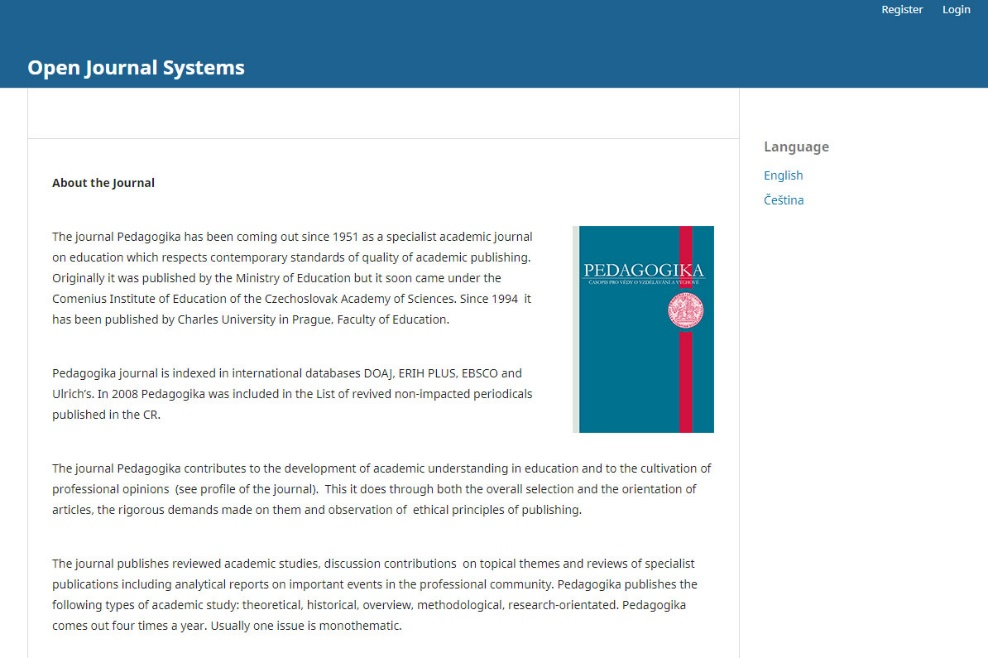 Register Login
Open Journal Systems
About the Journal
The journal Pedagogika has been coming out since 1951 as a specialist academic journal
on education which respects contemporary standards of quality of academic publishing.
Originally it was published by the Ministry of Education but it soon came under the
Comenius Institute of Education of the Czechoslovak Academy of Sciences. Since 1994  it
has been published by Charles University in Prague, Faculty of Education.
PEDAGOGIKA
ČASOPIS PRO VĚDY O VZDĚLÁVÁNÍ A VÝCHOVĚ
Pedagogika journal is indexed in international databases DOAJ, ERIH PLUS, EBSCO and
Ulrich's. In 2008 Pedagogika was included in the List of revived non-impacted periodicals
published in the CR.
The journal Pedagogika contributes to the development of academic understanding in education and to the cultivation of
professional opinions  (see profile of the journal).  This it does through both the overall selection and the orientation of
articles, the rigorous demands made on them and observation of  ethical principles of publishing.
The journal publishes reviewed academic studies, discussion contributions  on topical themes and reviews of specialist
publications including analytical reports on important events in the professional community. Pedagogika publishes the
following types of academic study: theoretical, historical, overview, methodological, research-orientated. Pedagogika
comes out four times a year. Usually one issue is monothematic.
Language
English
Čeština